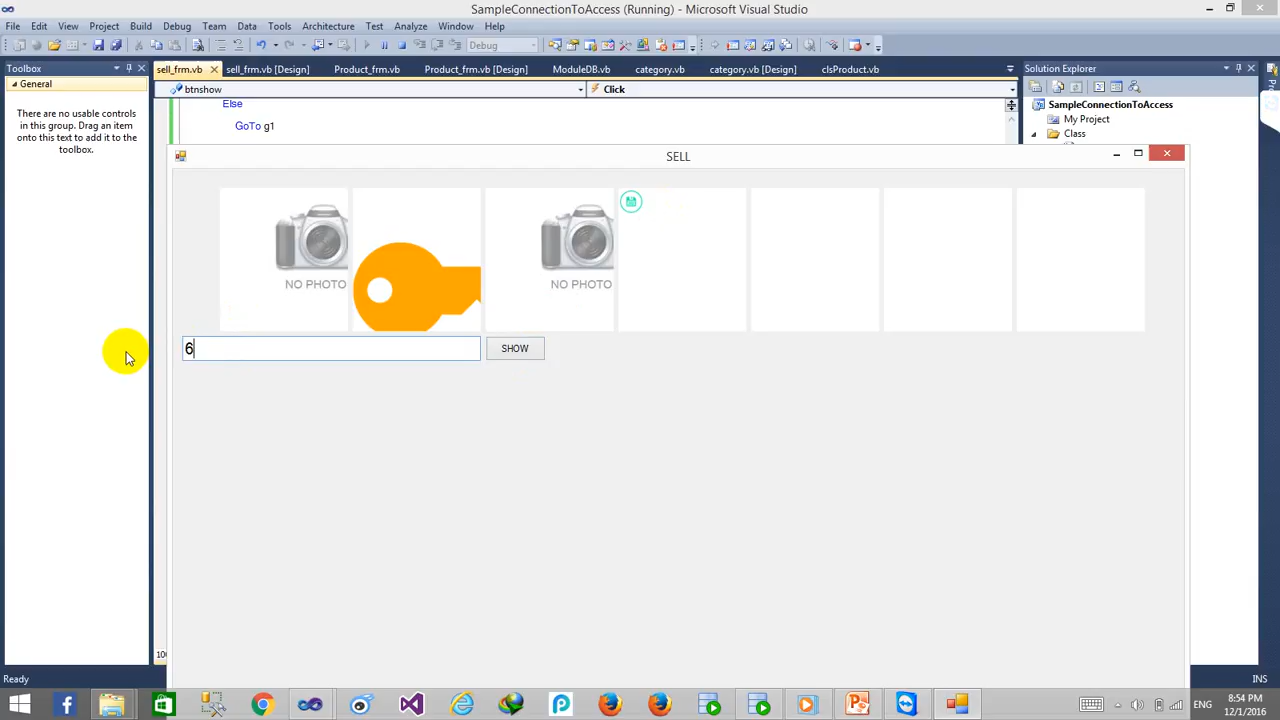 SampleConnectionToAccess (Running) - Microsoft Visual Studio
File Edit View Project Build Debug Team Data Tools Architecture Test Analyze Window Help
Debug
Toolbox
sell_frm.vb sell_frm.vb [Design] Product_frm.vb Product_frm.vb [Design] ModuleDB.vb category.vb category.vb [Design] clsProduct.vb
Solution Explorer
General
btnshow
Click
There are no usable controls
in this group. Drag an item
onto this text to add it to the
toolbox.
Else
GoTo g1
SampleConnectionToAccess
My Project
Class
SELL
NO PHOTO
NO PHOTO
6
SHOW
Ready
INS
ENG
8:54 PM
12/1/2016